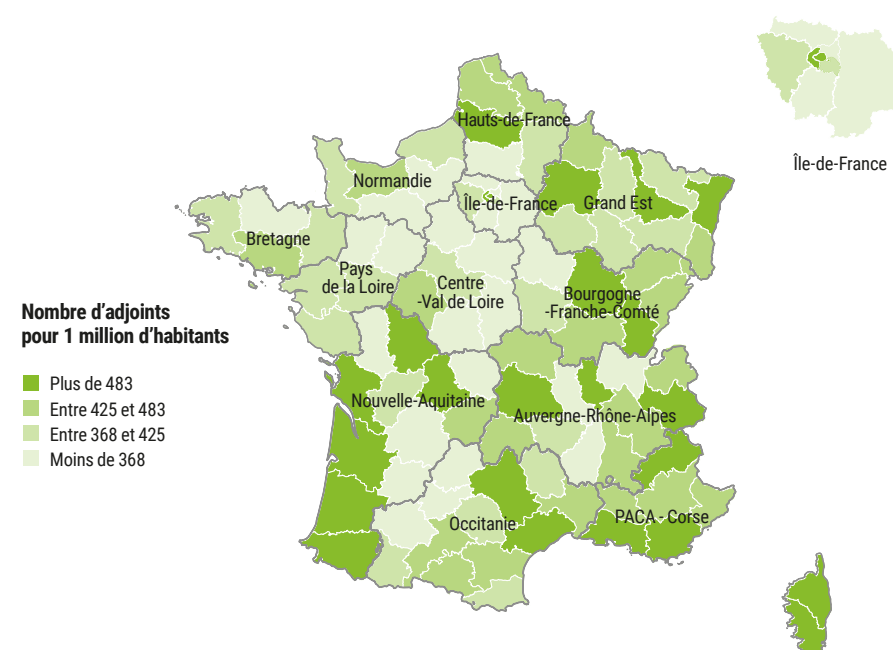 Île-de-France
Hauts-de-France
Normandie
Île-de-France
Grand Est
Bretagne
Pays
de la Loire
Centre
-Val de Loire
Bourgogne
-Franche-Comté
Nombre d'adjoints
pour 1 million d'habitants
Plus de 483
Entre 425 et 483
Entre 368 et 425
Moins de 368
Nouvelle-Aquitaine
Auvergne-Rhône-Alpes
Occitanie
PACA - Corse